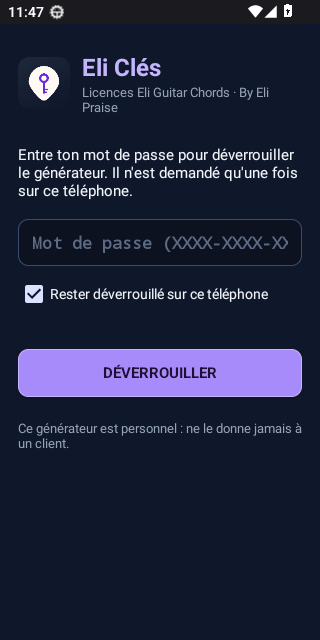 11:47
Eli Clés
Licences Eli Guitar Chords · By Eli
Praise
Entre ton mot de passe pour déverrouiller
le générateur. Il n'est demandé qu'une fois
sur ce téléphone.
Mot de passe (XXXX-XXXX-XX
Rester déverrouillé sur ce téléphone
DÉVERROUILLER
Ce générateur est personnel : ne le donne jamais à
un client.